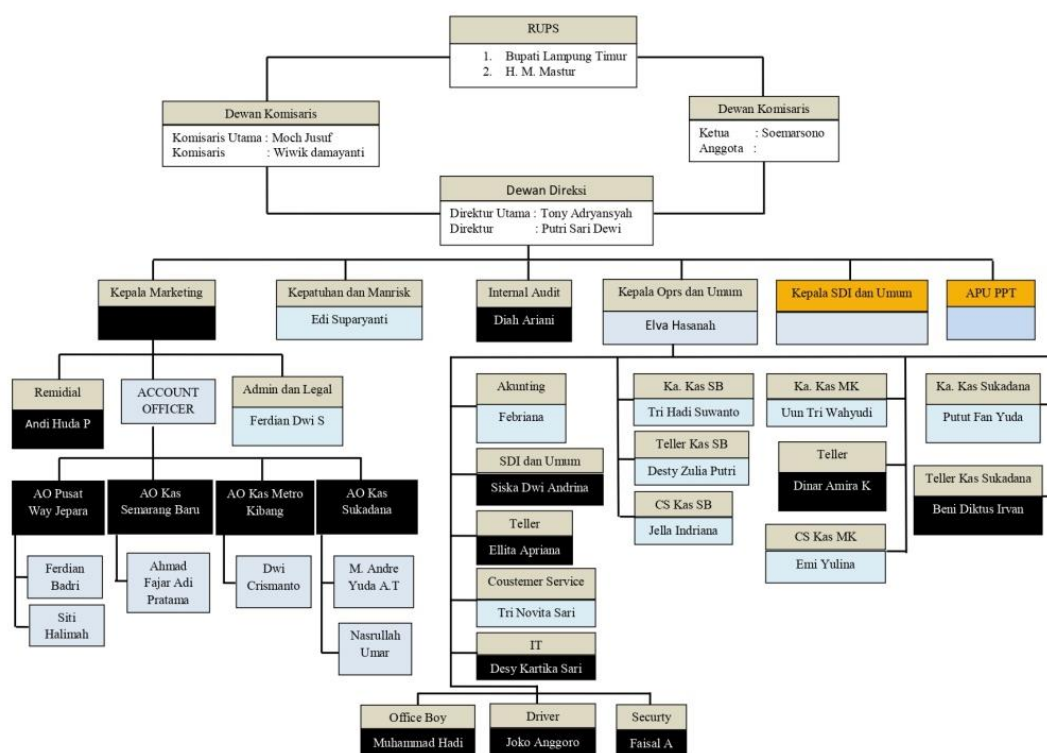 RUPS
1. Bupati Lampung Timur
2. H. M. Mastur
Dewan Komisaris
Komisaris Utama : Moch Jusuf
Komisaris : Wiwik damayanti
Dewan Komisaris
Ketua : Soemarsono
Anggota :
Dewan Direksi
Direktur Utama : Tony Adryansyah
Direktur : Putri Sari Dewi
Kepala Marketing
Kepatuhan dan Manrisk
Edi Suparyanti
Internal Audit
Diah Ariani
Kepala Oprs dan Umum
Elva Hasanah
Kepala SDI dan Umum
APU PPT
Remidial
Andi Huda P
ACCOUNT
OFFICER
Admin dan Legal
Ferdian Dwi S
AO Pusat
Way Jepara
AO Kas
Semarang Baru
AO Kas Metro
Kibang
AO Kas
Sukadana
Ferdian
Badri
Siti
Halimah
Ahmad
Fajar Adi
Pratama
Dwi
Crismanto
M. Andre
Yuda A.T
Nasrullah
Umar
Akunting
Febriana
SDI dan Umum
Siska Dwi Andrina
Teller
Ellita Apriana
Coustemer Service
Tri Novita Sari
IT
Desy Kartika Sari
Ka. Kas SB
Tri Hadi Suwanto
Teller Kas SB
Desty Zulia Putri
CS Kas SB
Jella Indriana
Ka. Kas MK
Uun Tri Wahyudi
Teller
Dinar Amira K
CS Kas MK
Emi Yulina
Ka. Kas Sukadana
Putut Fan Yuda
Teller Kas Sukadana
Beni Diktus Irvan
Office Boy
Muhammad Hadi
Driver
Joko Anggoro
Securty
Faisal A